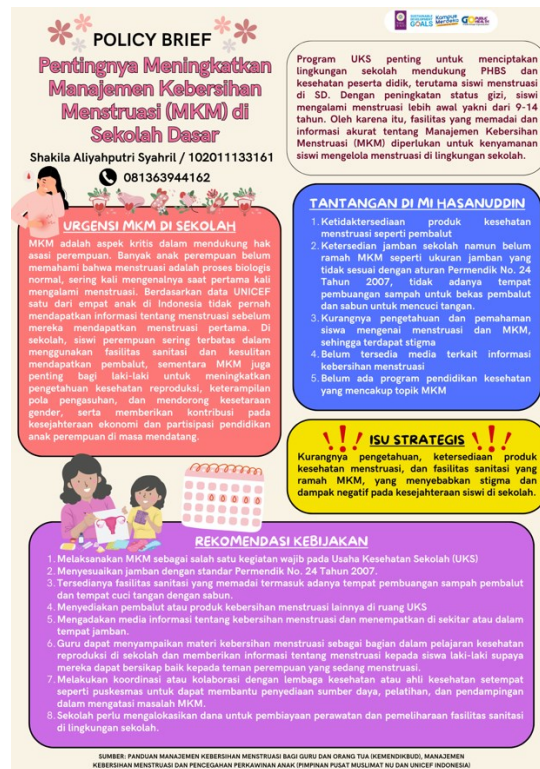 SUSTAINABLE
DEVELOPMENT
GOALS
Kampus
Merdeka
POLICY BRIEF
Pentingnya Meningkatkan
Manajemen Kebersihan
Menstruasi (MKM) di
Sekolah Dasar
Shakila Aliyahputri Syahril / 102011133161
081363944162
Program UKS penting untuk menciptakan
lingkungan sekolah mendukung PHBS dan
kesehatan peserta didik, terutama siswi menstruasi
di SD. Dengan peningkatan status gizi, siswi
mengalami menstruasi lebih awal yakni dari 9-14
tahun. Oleh karena itu, fasilitas yang memadai dan
informasi akurat tentang Manajemen Kebersihan
Menstruasi (MKM) diperlukan untuk kenyamanan
siswi mengelola menstruasi di lingkungan sekolah.
URGENSI MKM DI SEKOLAH
MKM adalah aspek kritis dalam mendukung hak
asasi perempuan. Banyak anak perempuan belum
memahami bahwa menstruasi adalah proses biologis
normal, sering kali mengenalnya saat pertama kali
mengalami menstruasi. Berdasarkan data UNICEF
satu dari empat anak di Indonesia tidak pernah
mendapatkan informasi tentang menstruasi sebelum
mereka mendapatkan menstruasi pertama. Di
sekolah, siswi perempuan sering terbatas dalam
menggunakan fasilitas sanitasi dan kesulitan
mendapatkan pembalut, sementara MKM juga
penting bagi laki-laki untuk meningkatkan
pengetahuan kesehatan reproduksi, keterampilan
pola pengasuhan, dan mendorong kesetaraan
gender, serta memberikan kontribusi pada
kesejahteraan ekonomi dan partisipasi pendidikan
anak perempuan di masa mendatang.
TANTANGAN DI MI HASANUDDIN
1. Ketidaktersediaan produk kesehatan
menstruasi seperti pembalut
2. Ketersedian jamban sekolah namun belum
ramah MKM seperti ukuran jamban yang
tidak sesuai dengan aturan Permendik No. 24
Tahun 2007, tidak adanya tempat
pembuangan sampah untuk bekas pembalut
dan sabun untuk mencuci tangan.
3. Kurangnya pengetahuan dan pemahaman
siswa mengenai menstruasi dan MKM,
sehingga terdapat stigma
4. Belum tersedia media terkait informasi
kebersihan menstruasi
5. Belum ada program pendidikan kesehatan
yang mencakup topik MKM
ISU STRATEGIS
Kurangnya pengetahuan, ketersediaan produk
kesehatan menstruasi, dan fasilitas sanitasi yang
ramah MKM, yang menyebabkan stigma dan
dampak negatif pada kesejahteraan siswi di sekolah.
REKOMENDASI KEBIJAKAN
1. Melaksanakan MKM sebagai salah satu kegiatan wajib pada Usaha Kesehatan Sekolah (UKS)
2. Menyesuaikan jamban dengan standar Permendik No. 24 Tahun 2007.
3. Tersedianya fasilitas sanitasi yang memadai termasuk adanya tempat pembuangan sampah pembalut
dan tempat cuci tangan dengan sabun.
4. Menyediakan pembalut atau produk kebersihan menstruasi lainnya di ruang UKS
5. Mengadakan media informasi tentang kebersihan menstruasi dan menempatkan di sekitar atau dalam
tempat jamban.
6. Guru dapat menyampaikan materi kebersihan menstruasi sebagai bagian dalam pelajaran kesehatan
reproduksi di sekolah dan memberikan informasi tentang menstruasi kepada siswa laki-laki supaya
mereka dapat bersikap baik kepada teman perempuan yang sedang menstruasi.
7. Melakukan koordinasi atau kolaborasi dengan lembaga kesehatan atau ahli kesehatan setempat
seperti puskesmas untuk dapat membantu penyediaan sumber daya, pelatihan, dan pendampingan
dalam mengatasi masalah MKM.
8. Sekolah perlu mengalokasikan dana untuk pembiayaan perawatan dan pemeliharaan fasilitas sanitasi
di lingkungan sekolah.
SUMBER: PANDUAN MANAJEMEN KEBERSIHAN MENSTRUASI BAGI GURU DAN ORANG TUA (KEMENDIKBUD), MANAJEMEN
KEBERSIHAN MENSTRUASI DAN PENCEGAHAN PERKAWINAN ANAK (PIMPINAN PUSAT MUSLIMAT NU DAN UNICEF INDONESIA)